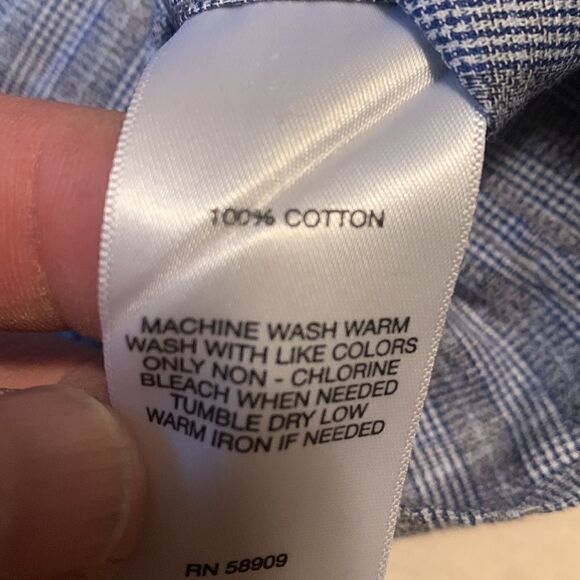 100% COTTON
MACHINE WASH WARM
WASH WITH LIKE COLORS
ONLY NON - CHLORINE
BLEACH WHEN NEEDED
TUMBLE DRY LOW
WARM IRON IF NEEDED
RN 58909